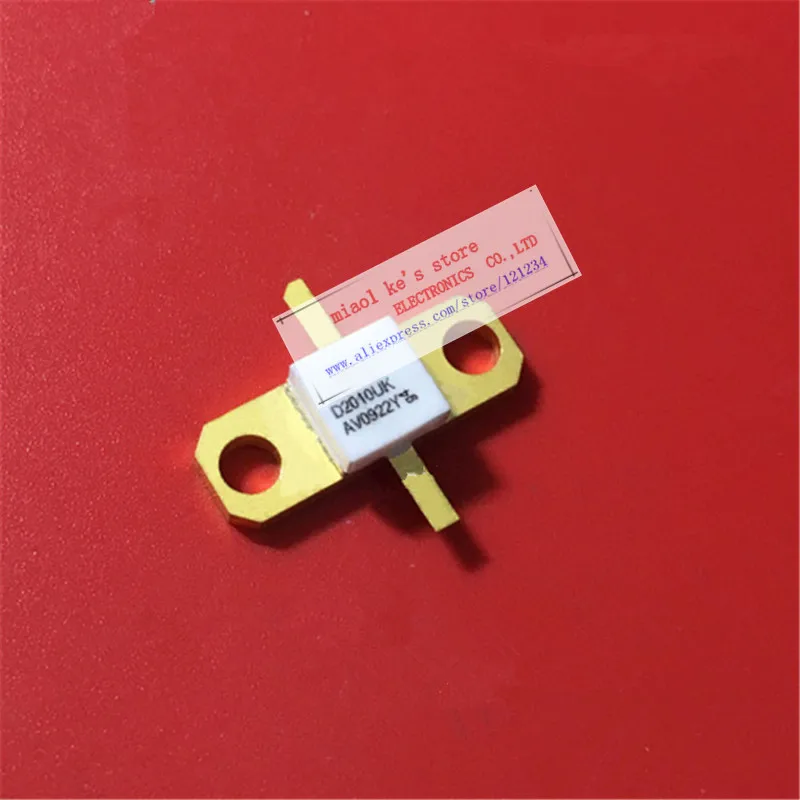 miaol ke's store
ELECTRONICS CO.,LTD
www.aliexpress.com/store/121234
D2010UK
AV0922Y